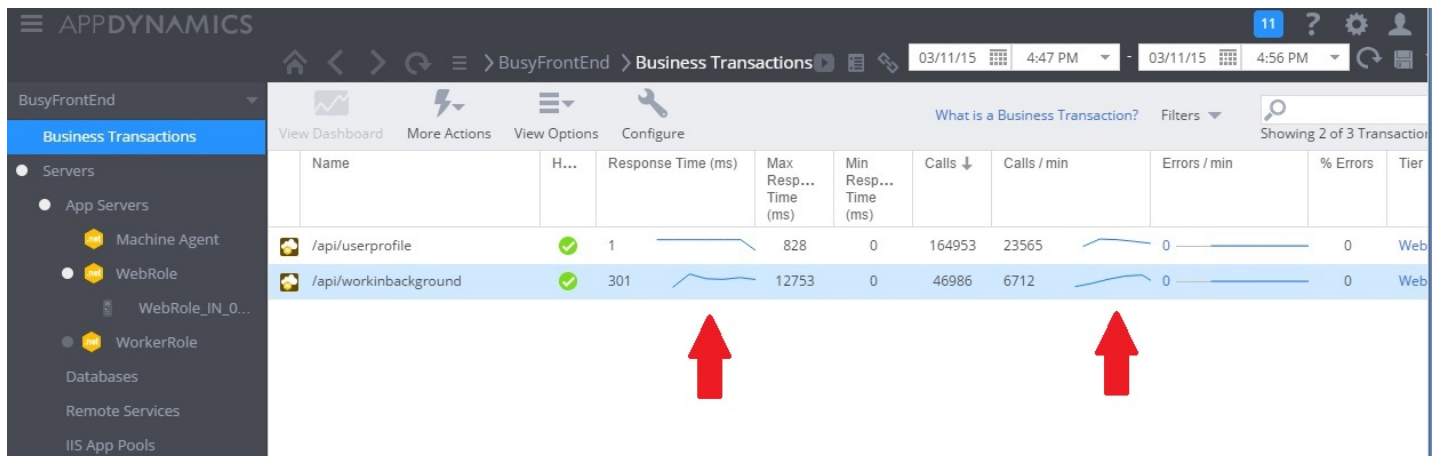 APPDYNAMICS
11 ?
BusyFrontEnd Business Transactions 03/11/15 4:47 PM - 03/11/15 4:56 PM
BusyFrontEnd
Business Transactions
Servers
App Servers
.net Machine Agent
.net WebRole
WebRole_IN_0...
.net WorkerRole
Databases
Remote Services
IIS App Pools
View Dashboard More Actions View Options Configure What is a Business Transaction? Filters
Showing 2 of 3 Transaction
Name H... Response Time (ms) Max Resp... Time (ms) Min Resp... Time (ms) Calls ↓ Calls / min Errors / min % Errors Tier
/api/userprofile 1 828 0 164953 23565 0 0 Web
/api/workinbackground 301 12753 0 46986 6712 0 0 Web